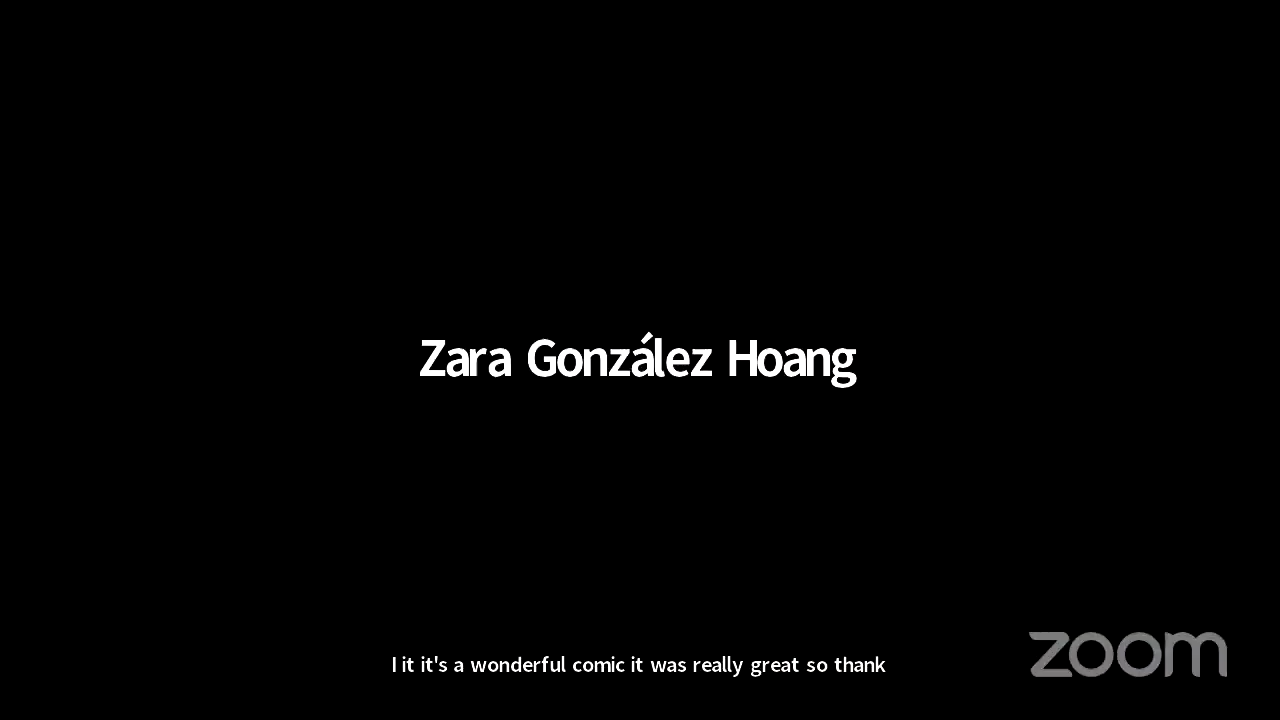 Zara González Hoang
I it it's a wonderful comic it was really great so thank
zoom